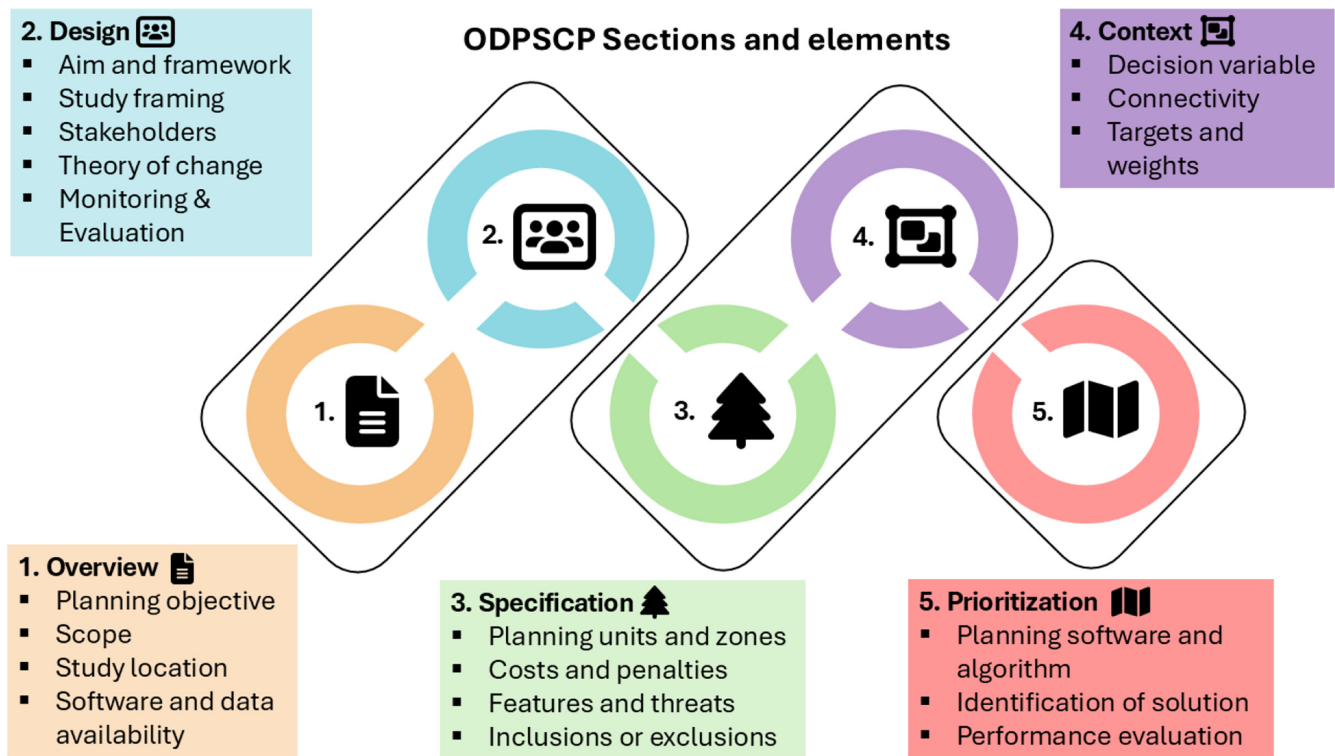 ODPSCP Sections and elements
2. Design
▪ Aim and framework
▪ Study framing
▪ Stakeholders
▪ Theory of change
▪ Monitoring &
Evaluation
4. Context
▪ Decision variable
▪ Connectivity
▪ Targets and
weights
2.
4.
1.
3.
5.
1. Overview
▪ Planning objective
▪ Scope
▪ Study location
▪ Software and data
availability
3. Specification
▪ Planning units and zones
▪ Costs and penalties
▪ Features and threats
▪ Inclusions or exclusions
5. Prioritization
▪ Planning software and
algorithm
▪ Identification of solution
▪ Performance evaluation